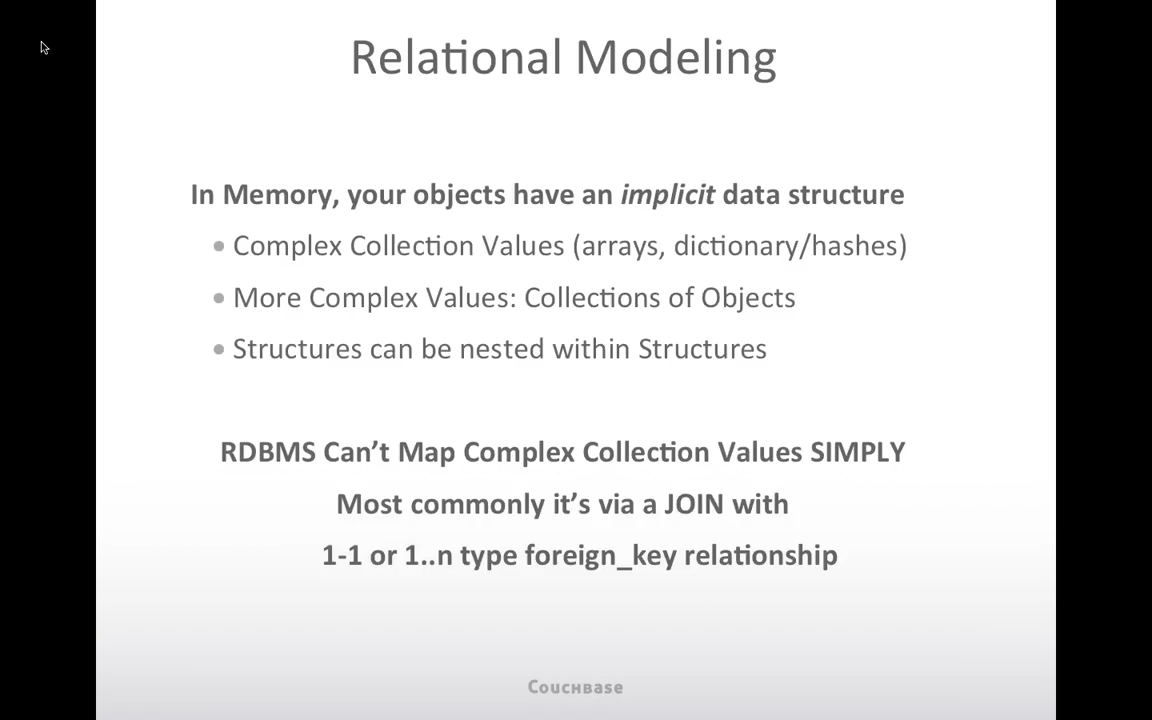 Relational Modeling
In Memory, your objects have an implicit data structure
• Complex Collection Values (arrays, dictionary/hashes)
• More Complex Values: Collections of Objects
• Structures can be nested within Structures
RDBMS Can’t Map Complex Collection Values SIMPLY
Most commonly it’s via a JOIN with
1-1 or 1..n type foreign_key relationship
Couchbase